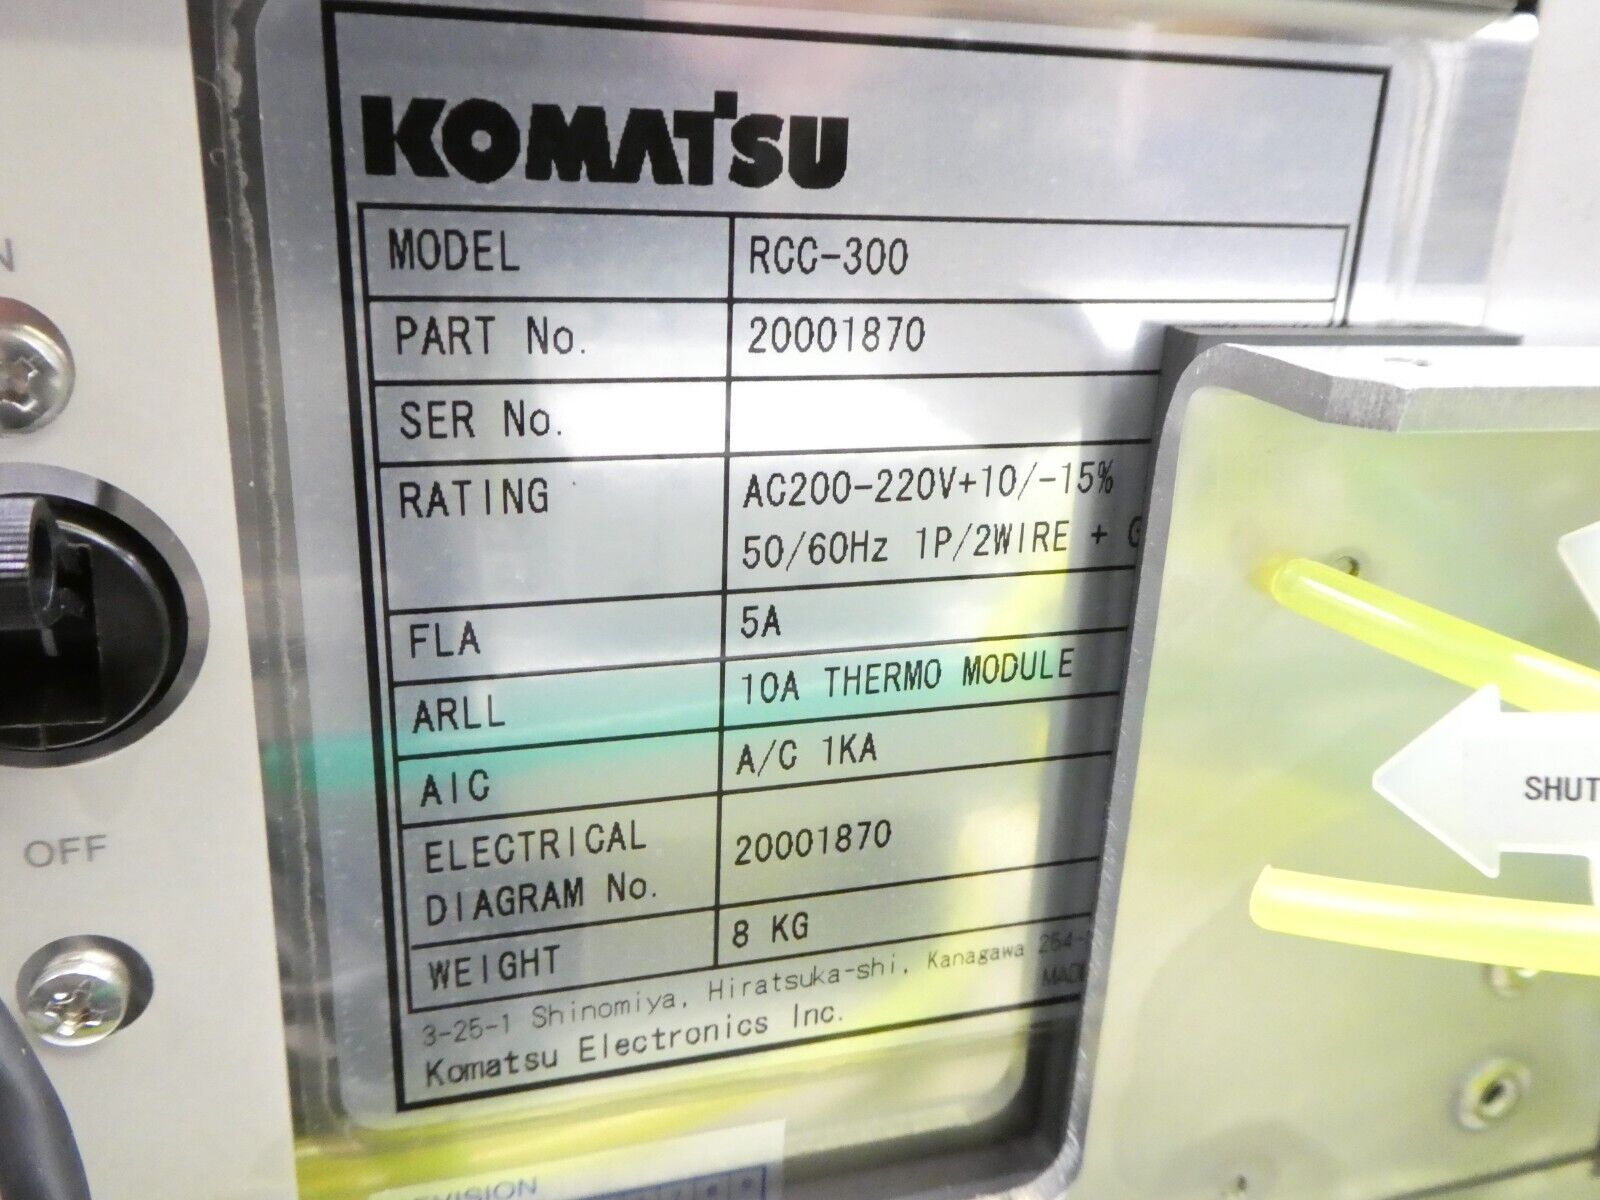 KOMATSU
MODEL RCC-300
PART No. 20001870
SER No.
RATING AC200-220V+10/-15%
50/60Hz 1P/2WIRE +
FLA 5A
ARLL 10A THERMO MODULE
AIC A/C 1KA
ELECTRICAL
DIAGRAM No. 20001870
WEIGHT 8 KG
3-25-1 Shinomiya, Hiratsuka-shi, Kanagawa 254-
Komatsu Electronics Inc.
OFF
SHUT